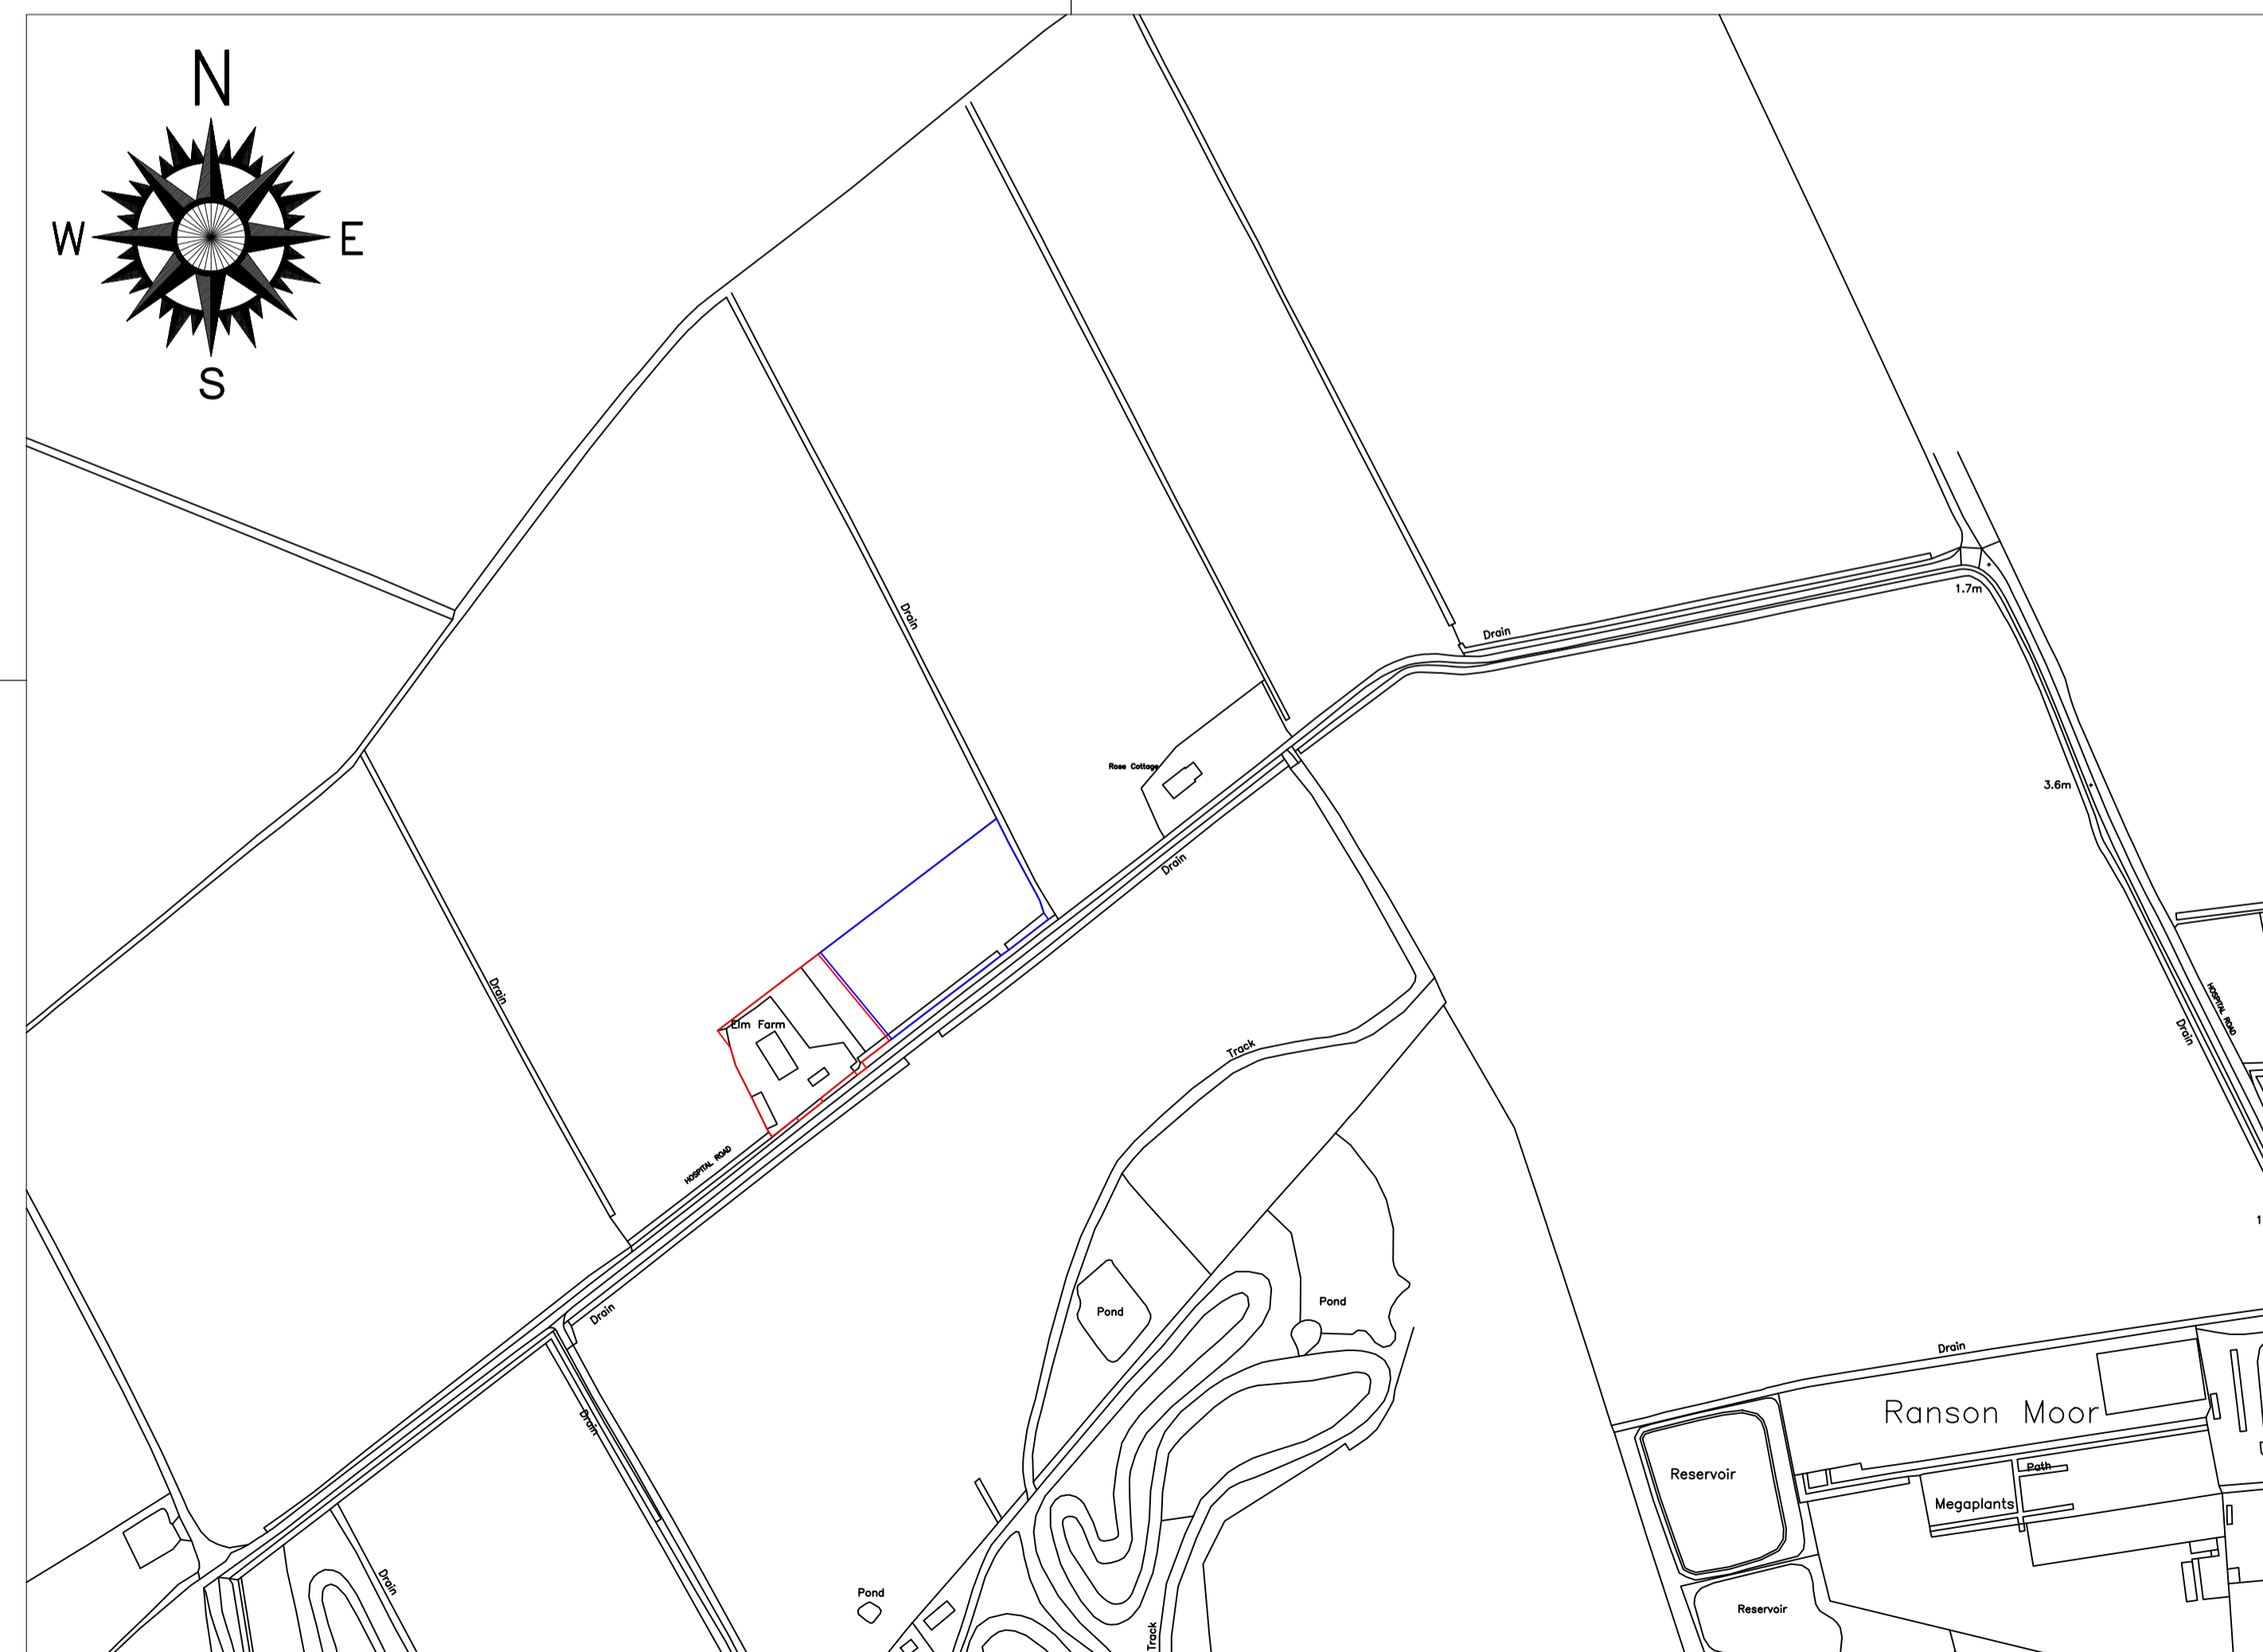 N
W
E
S
1.7m
Drain
Drain
Rose Cottage
3.6m
Drain
Drain
HOSPITAL ROAD
Elm Farm
Drain
Track
HOSPITAL ROAD
1
Pond
Pond
Drain
Drain
Drain
Ranson Moor
Reservoir
Path
Megaplants
Drain
Pond
Reservoir
Track